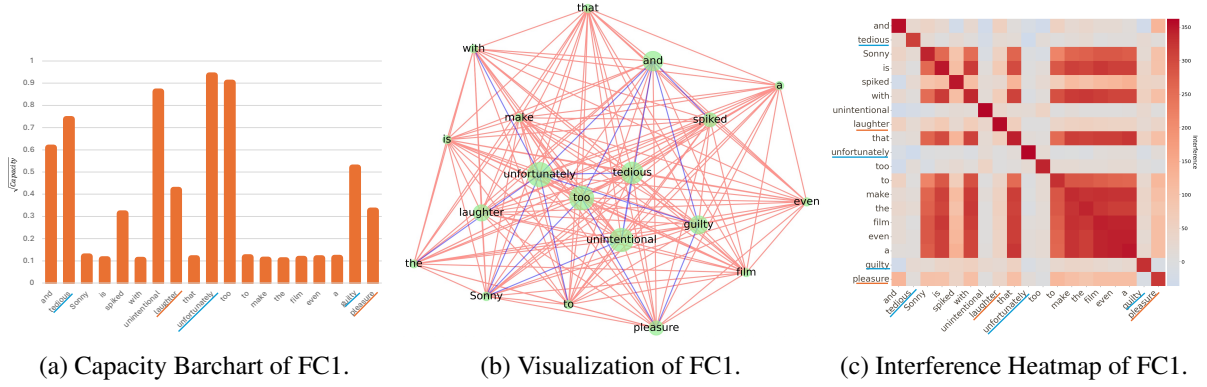 √Capacity
1
0.9
0.8
0.7
0.6
0.5
0.4
0.3
0.2
0.1
0
and
tedious
Sonny
is
spiked
with
unintentional
laughter
that
unfortunately
too
to
make
the
film
even
a
guilty
pleasure
(a) Capacity Barchart of FC1.
that
with
and
a
make
spiked
is
unfortunately
tedious
too
even
laughter
guilty
unintentional
the
film
Sonny
to
pleasure
(b) Visualization of FC1.
and
tedious
Sonny
is
spiked
with
unintentional
laughter
that
unfortunately
too
to
make
the
film
even
a
guilty
pleasure
and
tedious
Sonny
is
spiked
with
unintentional
laughter
that
unfortunately
too
to
make
the
film
even
a
guilty
pleasure
350
300
250
200
150
100
50
0
Interference
(c) Interference Heatmap of FC1.